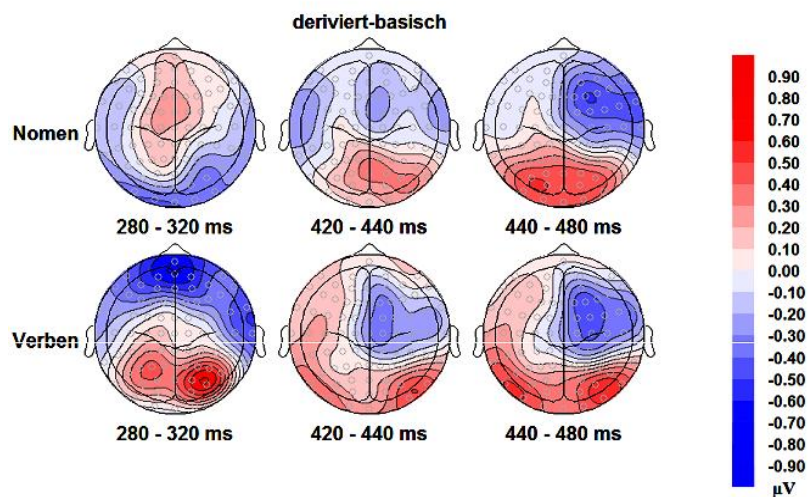 deriviert-basisch
Nomen
280 - 320 ms
420 - 440 ms
440 - 480 ms
Verben
280 - 320 ms
420 - 440 ms
440 - 480 ms
0.90
0.80
0.70
0.60
0.50
0.40
0.30
0.20
0.10
0.00
-0.10
-0.20
-0.30
-0.40
-0.50
-0.60
-0.70
-0.80
-0.90
µV